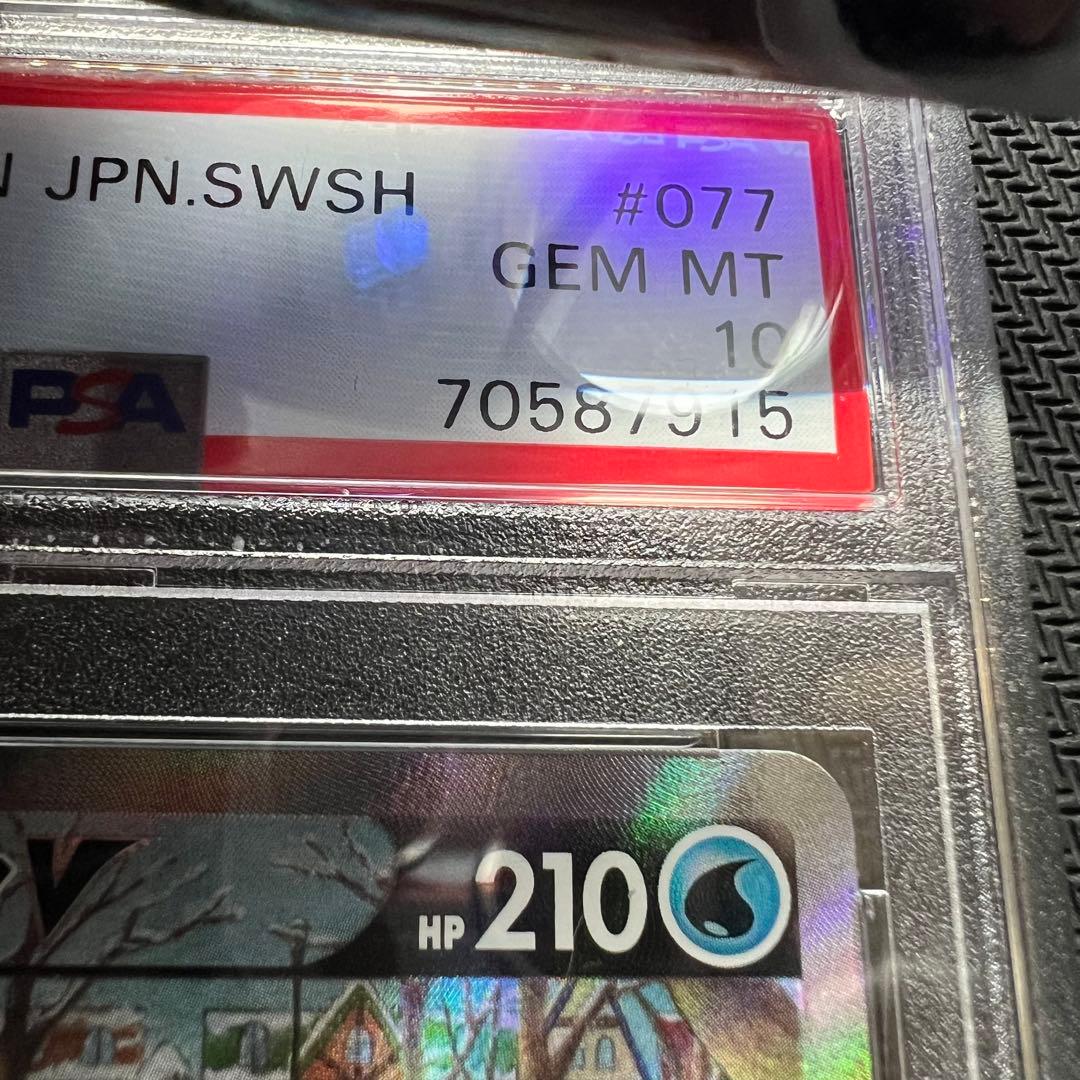 N JPN.SWSH
#077
GEM MT
10
PSA
70587915
V
HP 210